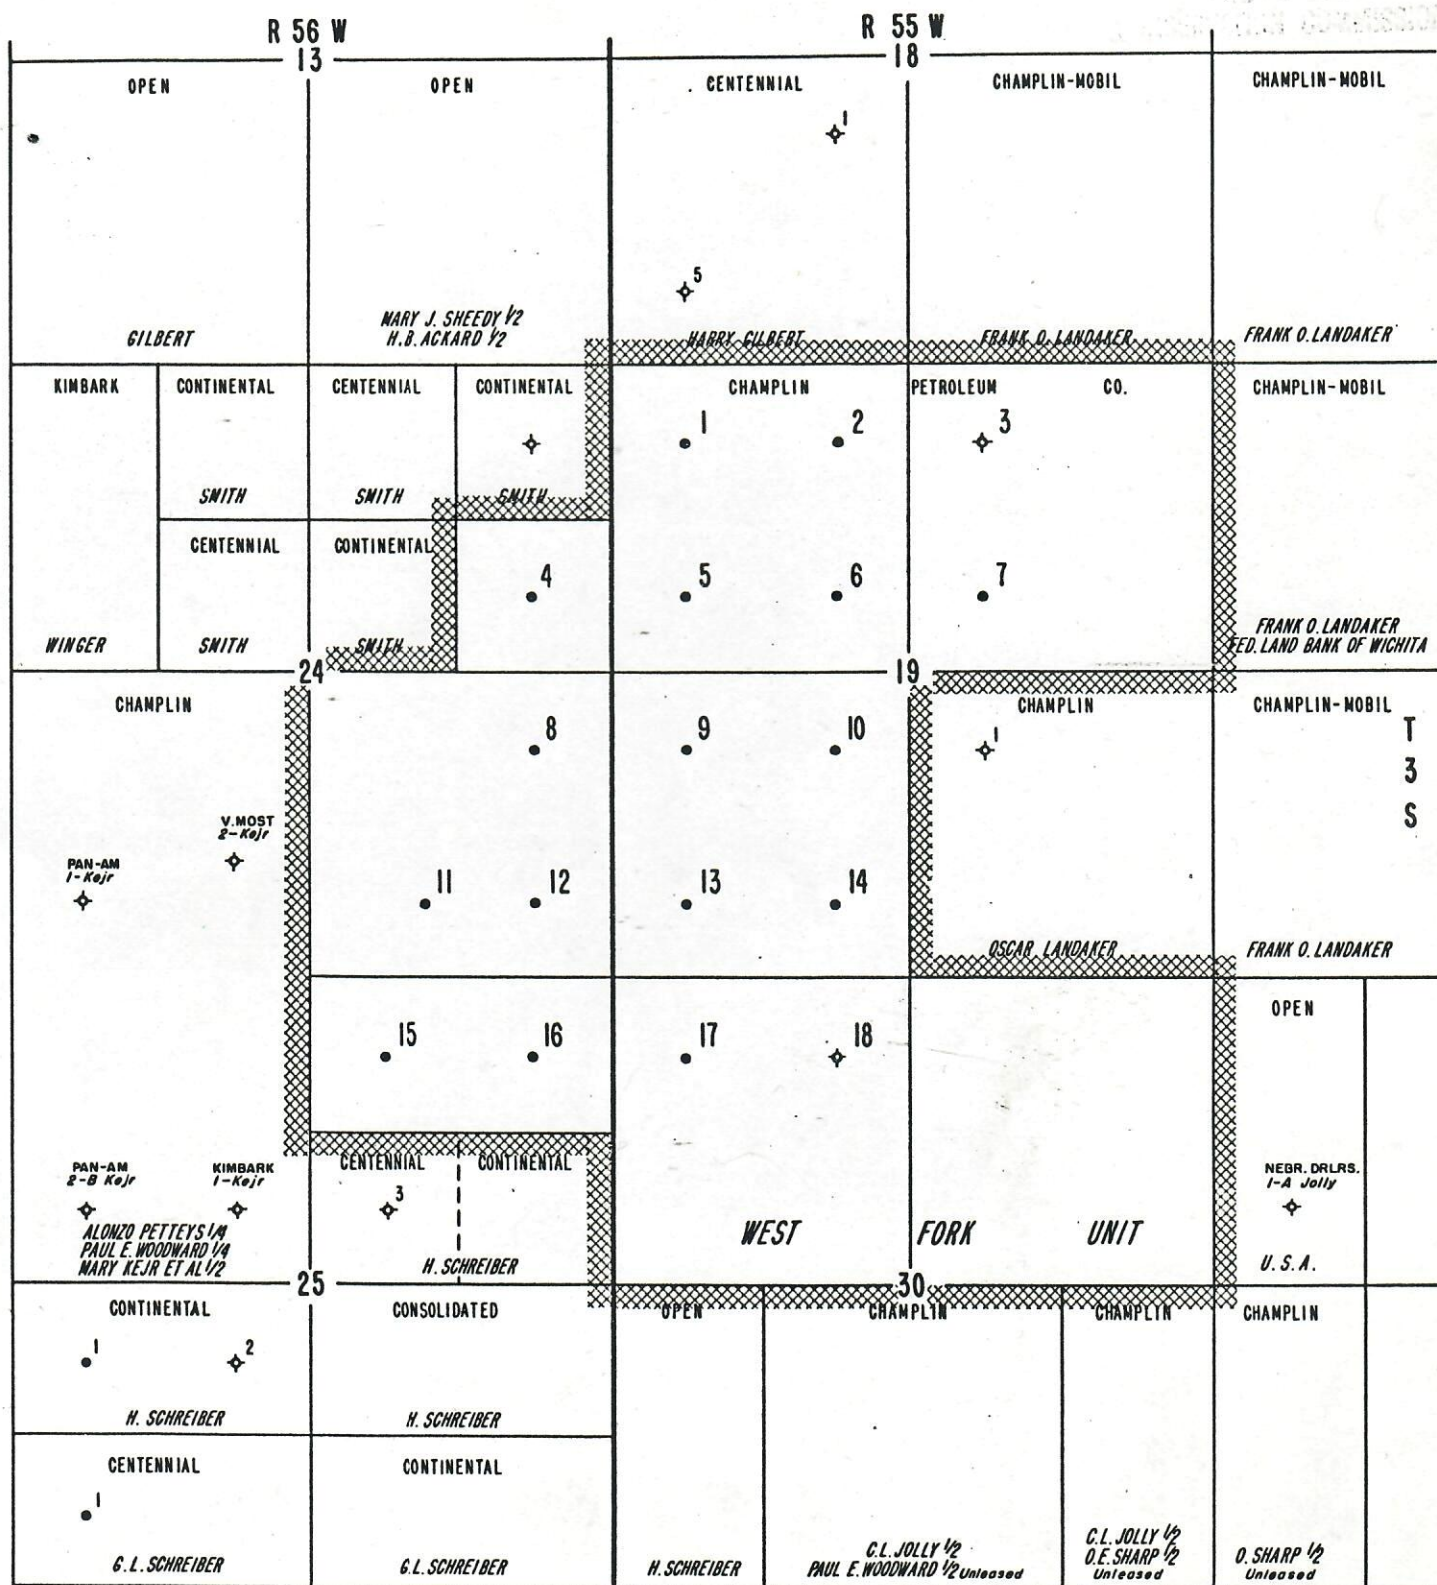 R 56 W
R 55 W
13
18
OPEN
OPEN
CENTENNIAL
CHAMPLIN-MOBIL
CHAMPLIN-MOBIL
1
5
GILBERT
MARY J. SHEEDY 1/2
H.B. ACKARD 1/2
HARRY GILBERT
FRANK O. LANDAKER
FRANK O. LANDAKER
KIMBARK
CONTINENTAL
CENTENNIAL
CONTINENTAL
CHAMPLIN
PETROLEUM
CO.
CHAMPLIN-MOBIL
1
2
3
SMITH
SMITH
SMITH
CENTENNIAL
CONTINENTAL
4
5
6
7
WINGER
SMITH
SMITH
FRANK O. LANDAKER
FED. LAND BANK OF WICHITA
24
19
CHAMPLIN
CHAMPLIN
CHAMPLIN-MOBIL
8
9
10
1
T
3
S
V. MOST
2-Kejr
PAN-AM
1-Kejr
11
12
13
14
OSCAR LANDAKER
FRANK O. LANDAKER
OPEN
15
16
17
18
PAN-AM
2-B Kejr
KIMBARK
1-Kejr
CENTENNIAL
CONTINENTAL
3
NEBR. DRLRS.
1-A Jolly
ALONZO PETTEYS 1/4
PAUL E. WOODWARD 1/4
MARY KEJR ET AL 1/2
H. SCHREIBER
WEST
FORK
UNIT
U.S.A.
25
30
CONTINENTAL
CONSOLIDATED
OPEN
CHAMPLIN
CHAMPLIN
CHAMPLIN
1
2
H. SCHREIBER
H. SCHREIBER
CENTENNIAL
CONTINENTAL
1
G.L. SCHREIBER
G.L. SCHREIBER
H. SCHREIBER
C.L. JOLLY 1/2
PAUL E. WOODWARD 1/2 Unleased
C.L. JOLLY 1/2
O.E. SHARP 1/2
Unleased
O. SHARP 1/2
Unleased